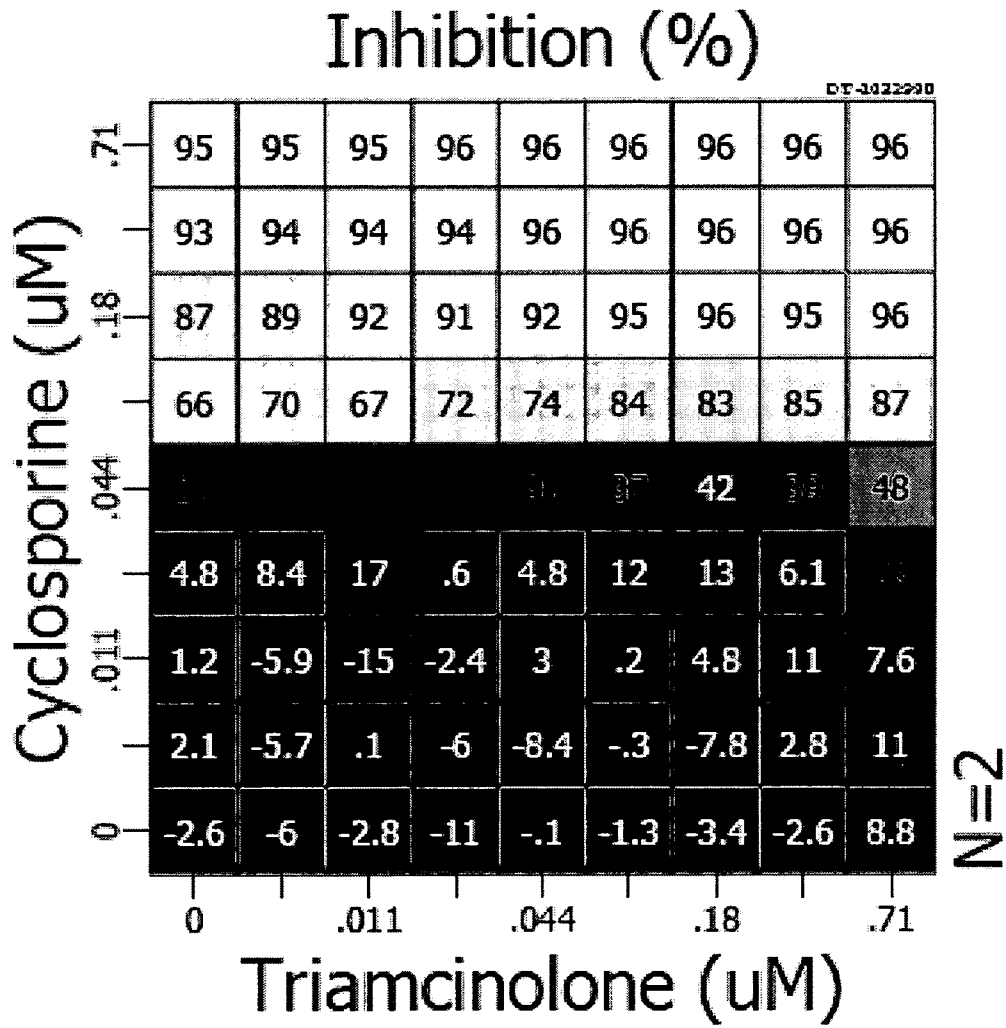 Inhibition (%)
DT-1022900
.71 95 95 95 96 96 96 96 96 96
93 94 94 94 96 96 96 96 96
.18 87 89 92 91 92 95 96 95 96
66 70 67 72 74 84 83 85 87
.044 37 42 39 48
4.8 8.4 17 .6 4.8 12 13 6.1
.011 1.2 -5.9 -15 -2.4 3 .2 4.8 11 7.6
2.1 -5.7 .1 -6 -8.4 -.3 -7.8 2.8 11
0 -2.6 -6 -2.8 -11 -.1 -1.3 -3.4 -2.6 8.8
0 .011 .044 .18 .71
Cyclosporine (uM)
Triamcinolone (uM)
N=2